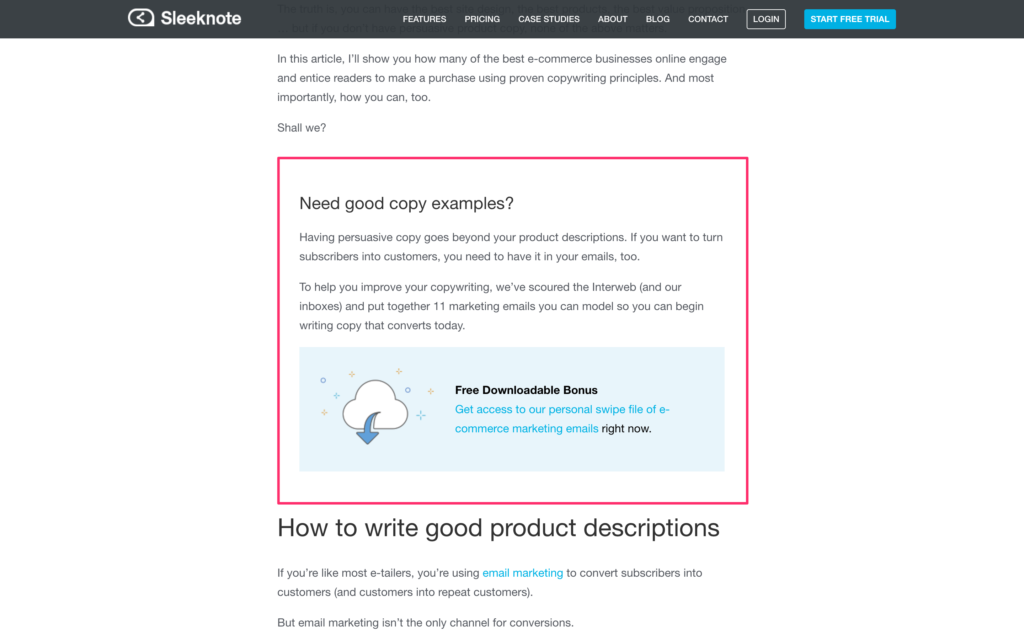 Sleeknote
FEATURES PRICING CASE STUDIES ABOUT BLOG CONTACT LOGIN START FREE TRIAL
In this article, I’ll show you how many of the best e-commerce businesses online engage
and entice readers to make a purchase using proven copywriting principles. And most
importantly, how you can, too.
Shall we?
Need good copy examples?
Having persuasive copy goes beyond your product descriptions. If you want to turn
subscribers into customers, you need to have it in your emails, too.
To help you improve your copywriting, we’ve scoured the Interweb (and our
inboxes) and put together 11 marketing emails you can model so you can begin
writing copy that converts today.
Free Downloadable Bonus
Get access to our personal swipe file of e-
commerce marketing emails right now.
How to write good product descriptions
If you’re like most e-tailers, you’re using email marketing to convert subscribers into
customers (and customers into repeat customers).
But email marketing isn’t the only channel for conversions.